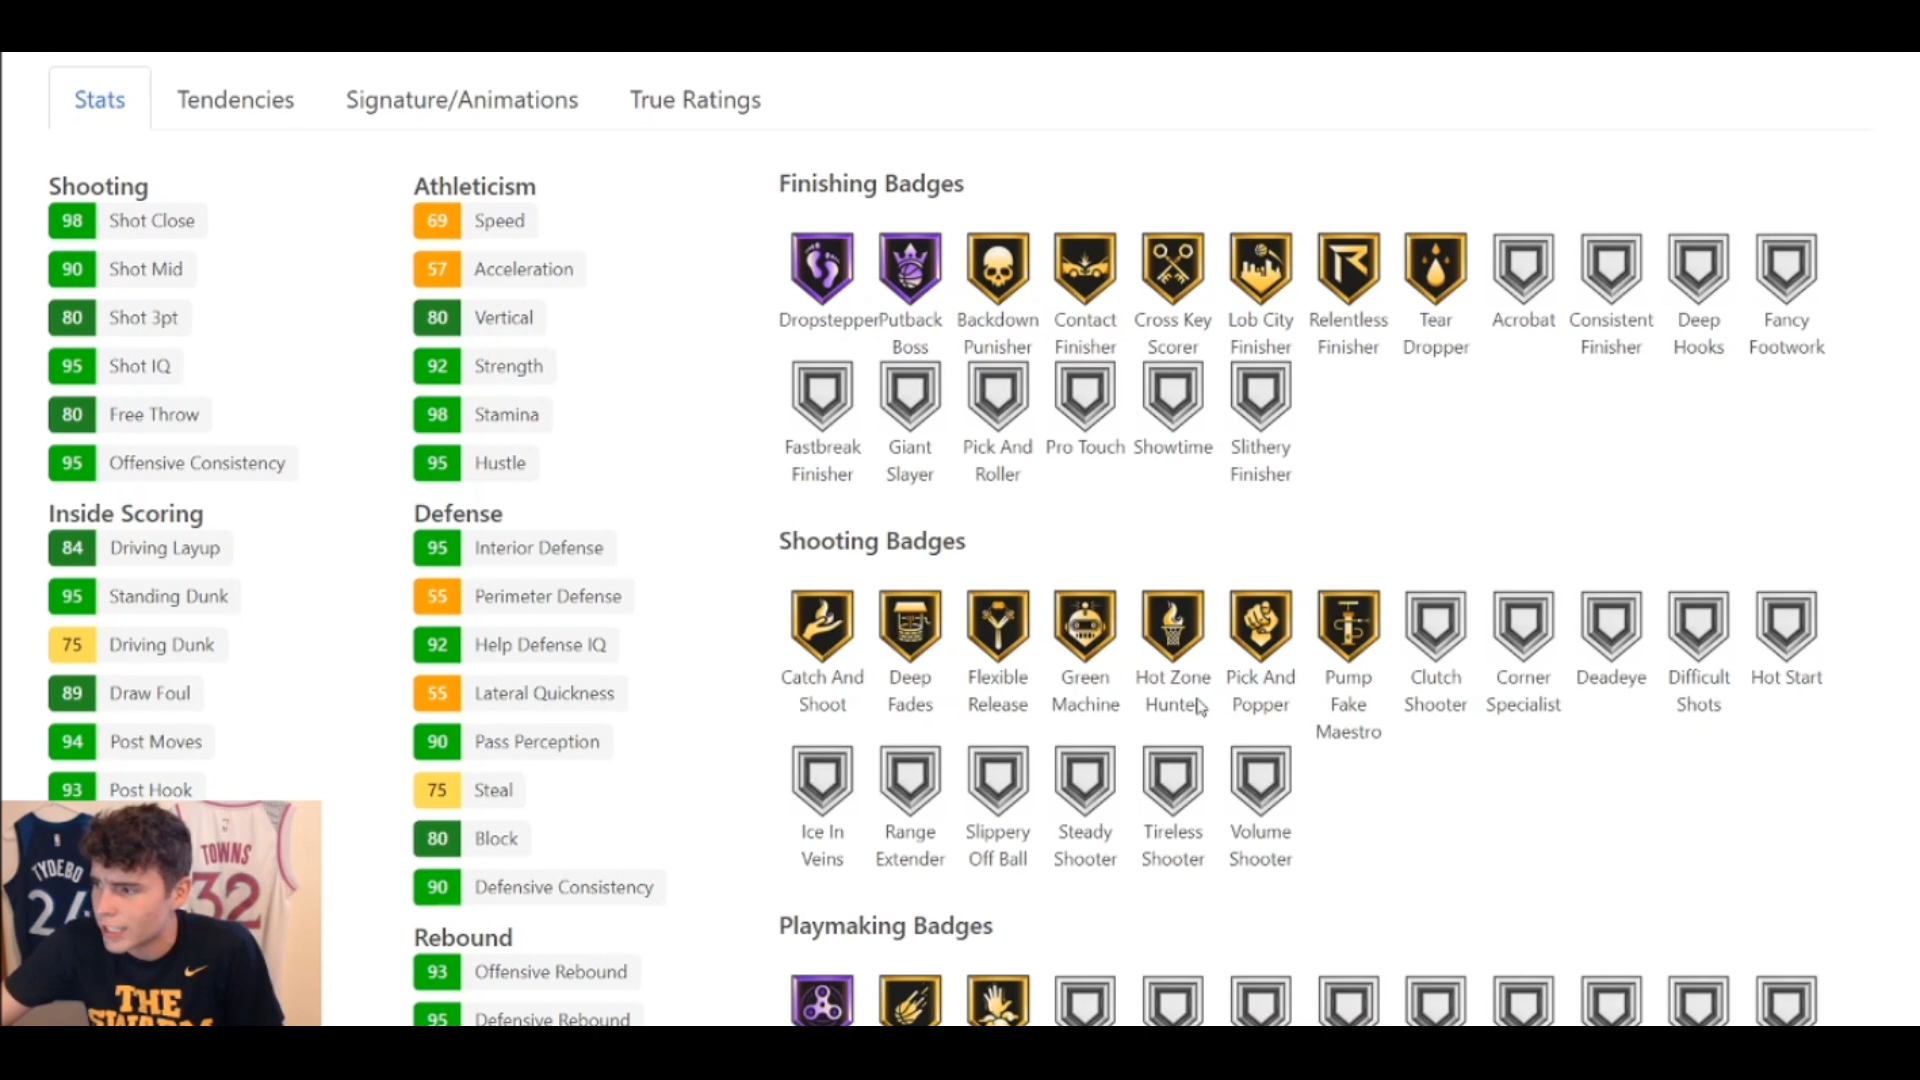 Stats Tendencies Signature/Animations True Ratings
Shooting
98 Shot Close
90 Shot Mid
80 Shot 3pt
95 Shot IQ
80 Free Throw
95 Offensive Consistency
Inside Scoring
84 Driving Layup
95 Standing Dunk
75 Driving Dunk
89 Draw Foul
94 Post Moves
93 Post Hook
Athleticism
69 Speed
57 Acceleration
80 Vertical
92 Strength
98 Stamina
95 Hustle
Defense
95 Interior Defense
55 Perimeter Defense
92 Help Defense IQ
55 Lateral Quickness
90 Pass Perception
75 Steal
80 Block
90 Defensive Consistency
Rebound
93 Offensive Rebound
95 Defensive Rebound
Finishing Badges
Dropstepper Putback Backdown Contact Cross Key Lob City Relentless Tear Acrobat Consistent Deep Fancy
Boss Punisher Finisher Scorer Finisher Finisher Dropper Finisher Hooks Footwork
Fastbreak Giant Pick And Pro Touch Showtime Slithery
Finisher Slayer Roller Finisher
Shooting Badges
Catch And Deep Flexible Green Hot Zone Pick And Pump Clutch Corner Deadeye Difficult Hot Start
Shoot Fades Release Machine Hunter Popper Fake Shooter Specialist Shots
Maestro
Ice In Range Slippery Steady Tireless Volume
Veins Extender Off Ball Shooter Shooter Shooter
Playmaking Badges
TYDEBO
24
TOWNS
32
THE
SWARM